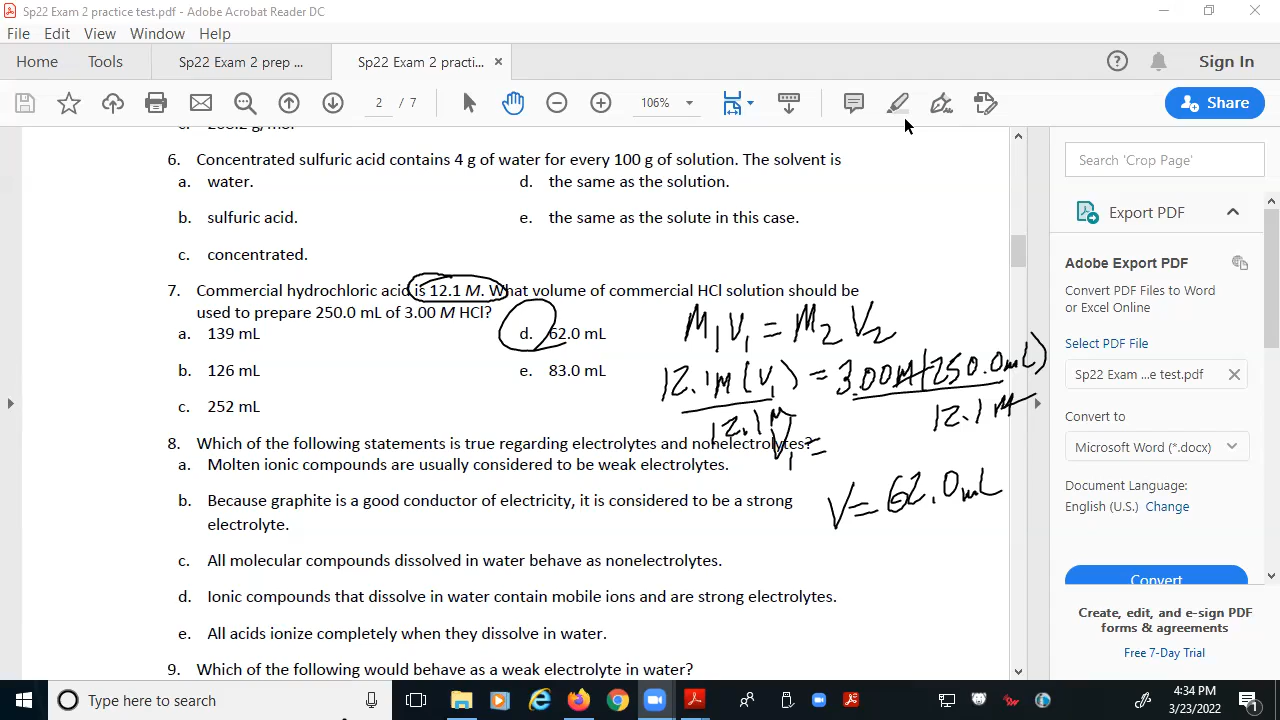 Sp22 Exam 2 practice test.pdf - Adobe Acrobat Reader DC
File Edit View Window Help
Home Tools Sp22 Exam 2 prep ... Sp22 Exam 2 practi... × Sign In
2 / 7 106% Share
6. Concentrated sulfuric acid contains 4 g of water for every 100 g of solution. The solvent is
a. water.
d. the same as the solution.
b. sulfuric acid.
e. the same as the solute in this case.
c. concentrated.
7. Commercial hydrochloric acid is 12.1 M. What volume of commercial HCl solution should be
used to prepare 250.0 mL of 3.00 M HCl?
a. 139 mL
d. 62.0 mL
b. 126 mL
e. 83.0 mL
c. 252 mL
M₁V₁ = M₂ V₂
12.1M (V₁) = 3.00M (250.0mL)
12.1 M 12.1 M
V₁ =
V = 62.0mL
8. Which of the following statements is true regarding electrolytes and nonelectrolytes?
a. Molten ionic compounds are usually considered to be weak electrolytes.
b. Because graphite is a good conductor of electricity, it is considered to be a strong
electrolyte.
c. All molecular compounds dissolved in water behave as nonelectrolytes.
d. Ionic compounds that dissolve in water contain mobile ions and are strong electrolytes.
e. All acids ionize completely when they dissolve in water.
9. Which of the following would behave as a weak electrolyte in water?
Search 'Crop Page'
Export PDF
Adobe Export PDF
Convert PDF Files to Word
or Excel Online
Select PDF File
Sp22 Exam ...e test.pdf
Convert to
Microsoft Word (*.docx)
Document Language:
English (U.S.) Change
Convert
Create, edit, and e-sign PDF
forms & agreements
Free 7-Day Trial
Type here to search
4:34 PM
3/23/2022
1